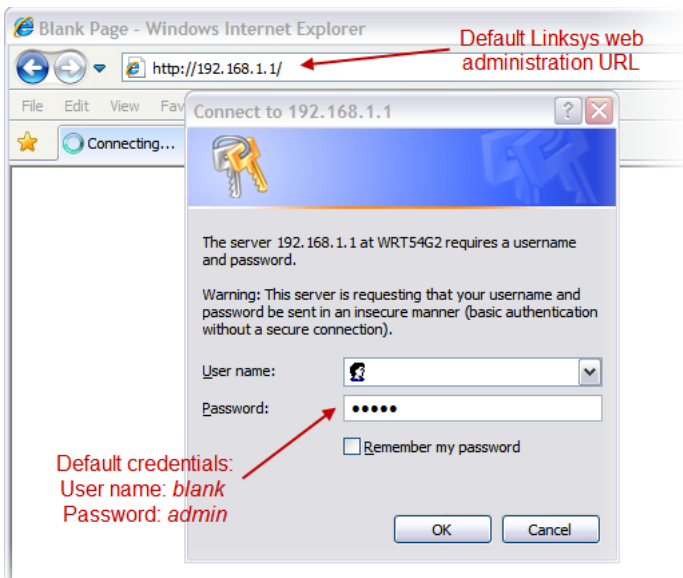 Blank Page - Windows Internet Explorer
Default Linksys web
administration URL
http://192.168.1.1/
File Edit View Fav
Connect to 192.168.1.1
Connecting...
The server 192.168.1.1 at WRT54G2 requires a username
and password.
Warning: This server is requesting that your username and
password be sent in an insecure manner (basic authentication
without a secure connection).
User name:
Password: •••••
Remember my password
Default credentials:
User name: blank
Password: admin
OK Cancel